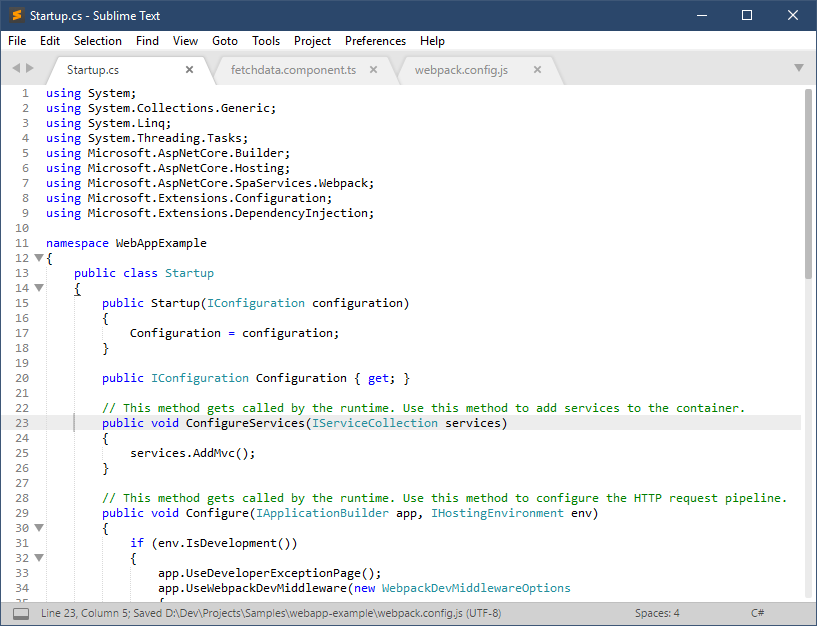 Startup.cs - Sublime Text
File Edit Selection Find View Goto Tools Project Preferences Help
Startup.cs fetchdata.component.ts webpack.config.js
1 using System;
2 using System.Collections.Generic;
3 using System.Linq;
4 using System.Threading.Tasks;
5 using Microsoft.AspNetCore.Builder;
6 using Microsoft.AspNetCore.Hosting;
7 using Microsoft.AspNetCore.SpaServices.Webpack;
8 using Microsoft.Extensions.Configuration;
9 using Microsoft.Extensions.DependencyInjection;
10
11 namespace WebAppExample
12 {
13     public class Startup
14     {
15         public Startup(IConfiguration configuration)
16         {
17             Configuration = configuration;
18         }
19
20         public IConfiguration Configuration { get; }
21
22         // This method gets called by the runtime. Use this method to add services to the container.
23         public void ConfigureServices(IServiceCollection services)
24         {
25             services.AddMvc();
26         }
27
28         // This method gets called by the runtime. Use this method to configure the HTTP request pipeline.
29         public void Configure(IApplicationBuilder app, IHostingEnvironment env)
30         {
31             if (env.IsDevelopment())
32             {
33                 app.UseDeveloperExceptionPage();
34                 app.UseWebpackDevMiddleware(new WebpackDevMiddlewareOptions
35                 {
Line 23, Column 5; Saved D:\Dev\Projects\Samples\webapp-example\webpack.config.js (UTF-8) Spaces: 4 C#